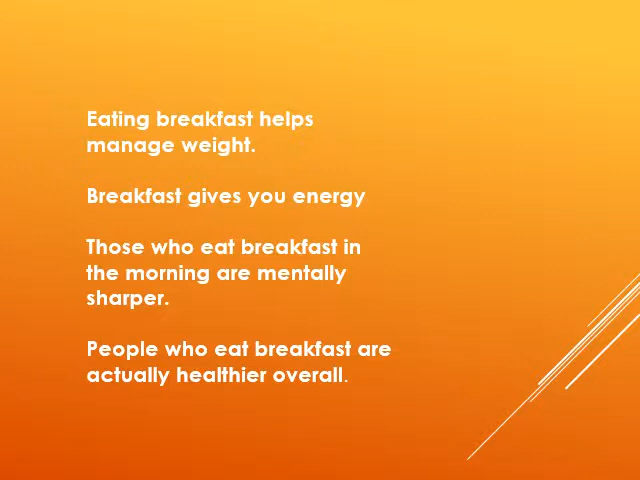 Eating breakfast helps
manage weight.
Breakfast gives you energy
Those who eat breakfast in
the morning are mentally
sharper.
People who eat breakfast are
actually healthier overall.